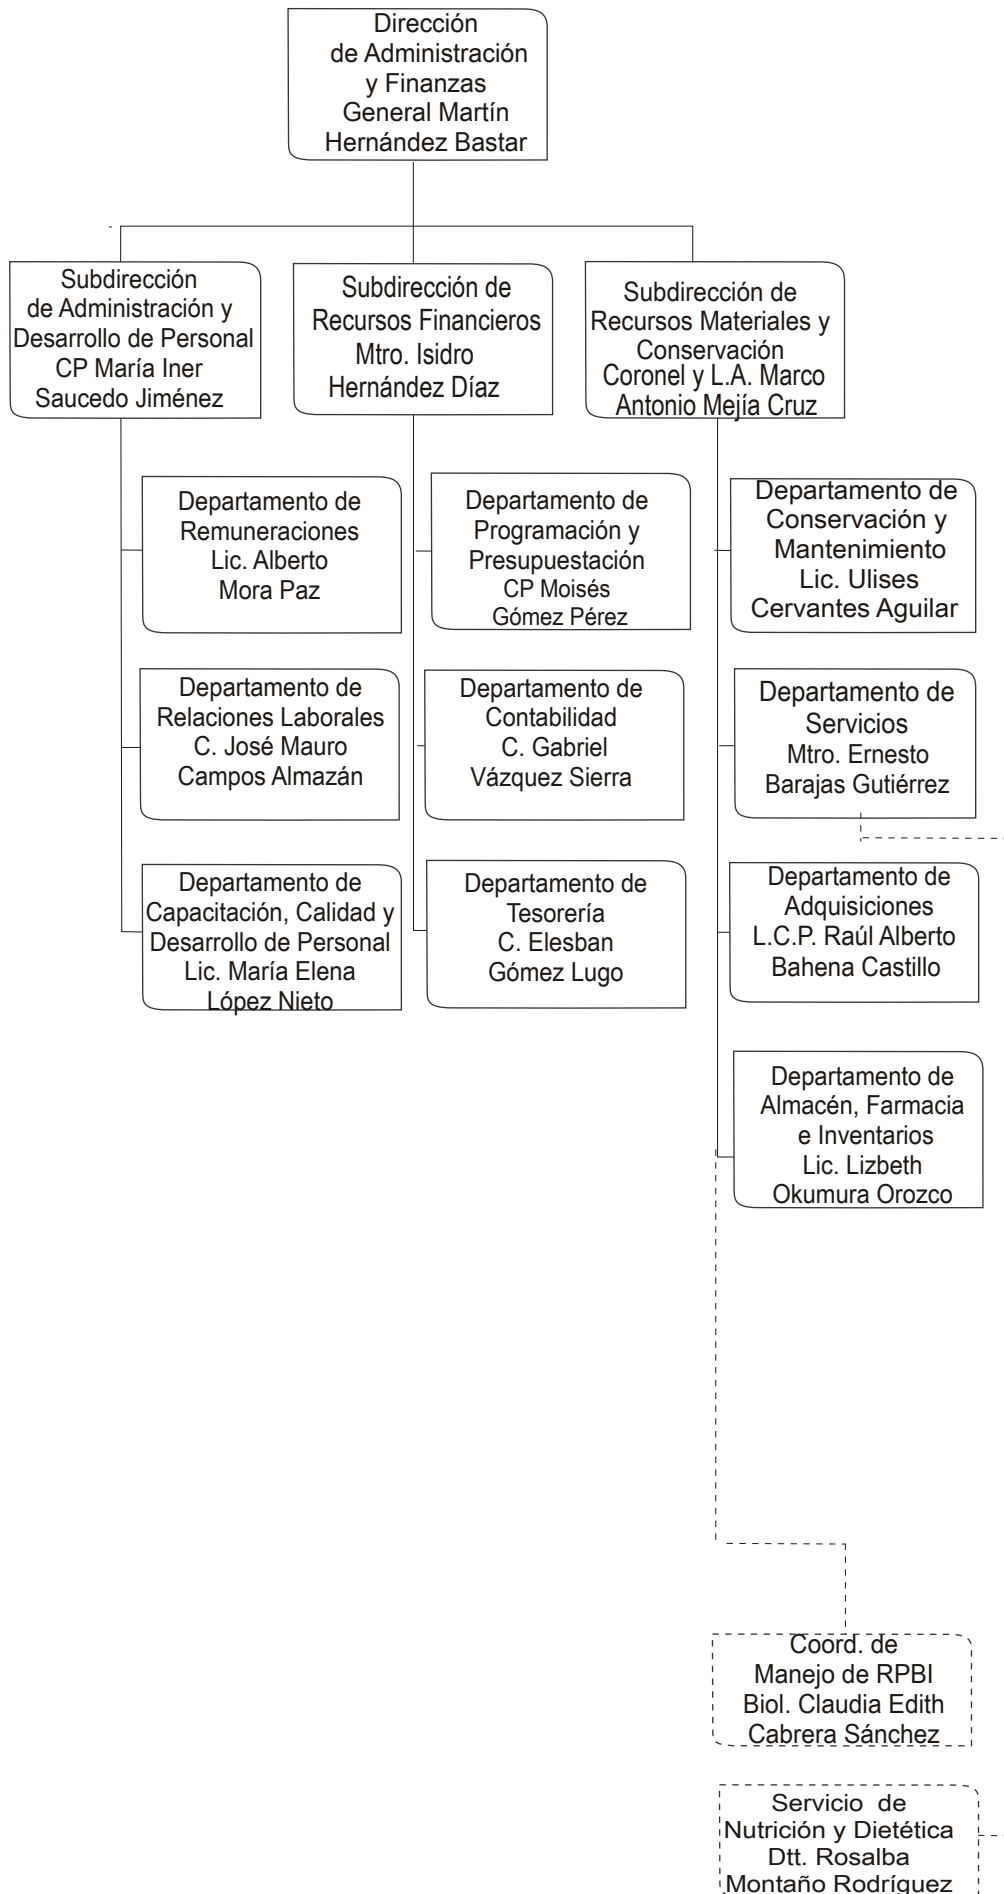 Dirección
de Administración
y Finanzas
General Martín
Hernández Bastar
Subdirección
de Administración y
Desarrollo de Personal
CP María Iner
Saucedo Jiménez
Subdirección de
Recursos Financieros
Mtro. Isidro
Hernández Díaz
Subdirección de
Recursos Materiales y
Conservación
Coronel y L.A. Marco
Antonio Mejía Cruz
Departamento de
Remuneraciones
Lic. Alberto
Mora Paz
Departamento de
Programación y
Presupuestación
CP Moisés
Gómez Pérez
Departamento de
Conservación y
Mantenimiento
Lic. Ulises
Cervantes Aguilar
Departamento de
Relaciones Laborales
C. José Mauro
Campos Almazán
Departamento de
Contabilidad
C. Gabriel
Vázquez Sierra
Departamento de
Servicios
Mtro. Ernesto
Barajas Gutiérrez
Departamento de
Capacitación, Calidad y
Desarrollo de Personal
Lic. María Elena
López Nieto
Departamento de
Tesorería
C. Elesban
Gómez Lugo
Departamento de
Adquisiciones
L.C.P. Raúl Alberto
Bahena Castillo
Departamento de
Almacén, Farmacia
e Inventarios
Lic. Lizbeth
Okumura Orozco
Coord. de
Manejo de RPBI
Biol. Claudia Edith
Cabrera Sánchez
Servicio de
Nutrición y Dietética
Dtt. Rosalba
Montaño Rodríguez